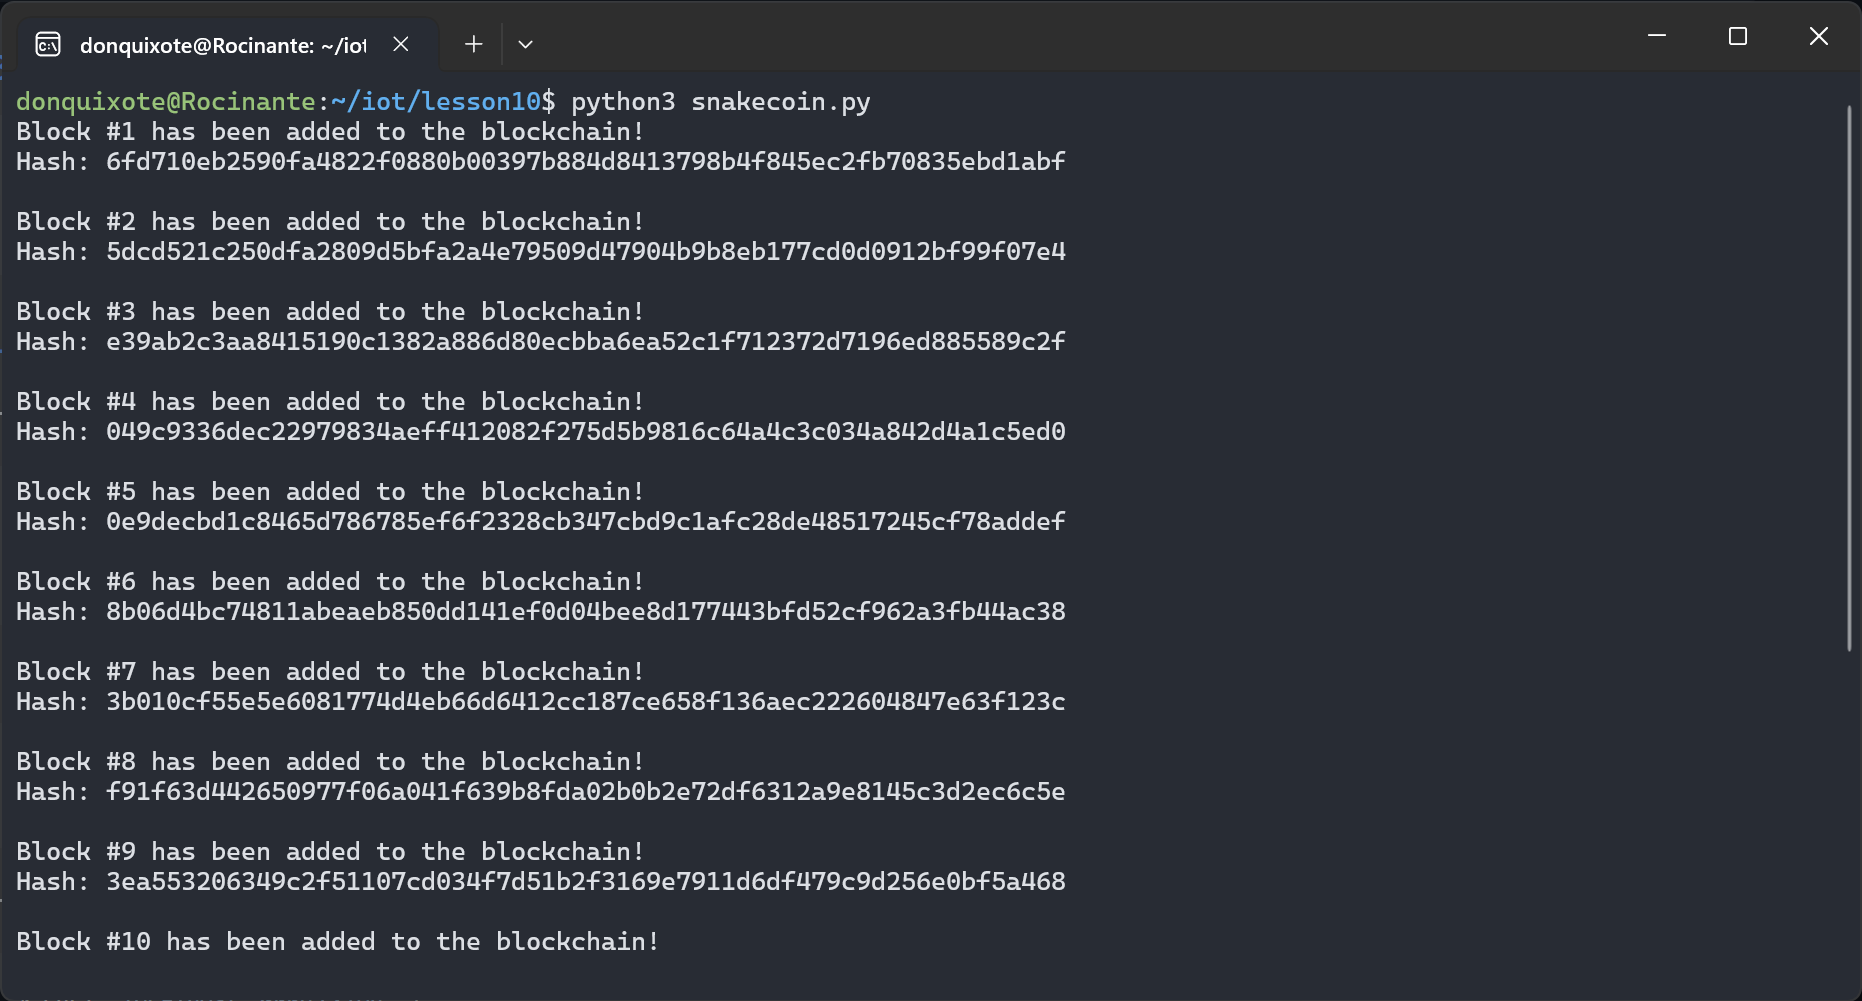 donquixote@Rocinante: ~/iot
donquixote@Rocinante:~/iot/lesson10$ python3 snakecoin.py
Block #1 has been added to the blockchain!
Hash: 6fd710eb2590fa4822f0880b00397b884d8413798b4f845ec2fb70835ebd1abf
Block #2 has been added to the blockchain!
Hash: 5dcd521c250dfa2809d5bfa2a4e79509d47904b9b8eb177cd0d0912bf99f07e4
Block #3 has been added to the blockchain!
Hash: e39ab2c3aa8415190c1382a886d80ecbba6ea52c1f712372d7196ed885589c2f
Block #4 has been added to the blockchain!
Hash: 049c9336dec22979834aeff412082f275d5b9816c64a4c3c034a842d4a1c5ed0
Block #5 has been added to the blockchain!
Hash: 0e9decbd1c8465d786785ef6f2328cb347cbd9c1afc28de48517245cf78addef
Block #6 has been added to the blockchain!
Hash: 8b06d4bc74811abeaeb850dd141ef0d04bee8d177443bfd52cf962a3fb44ac38
Block #7 has been added to the blockchain!
Hash: 3b010cf55e5e6081774d4eb66d6412cc187ce658f136aec222604847e63f123c
Block #8 has been added to the blockchain!
Hash: f91f63d442650977f06a041f639b8fda02b0b2e72df6312a9e8145c3d2ec6c5e
Block #9 has been added to the blockchain!
Hash: 3ea553206349c2f51107cd034f7d51b2f3169e7911d6df479c9d256e0bf5a468
Block #10 has been added to the blockchain!